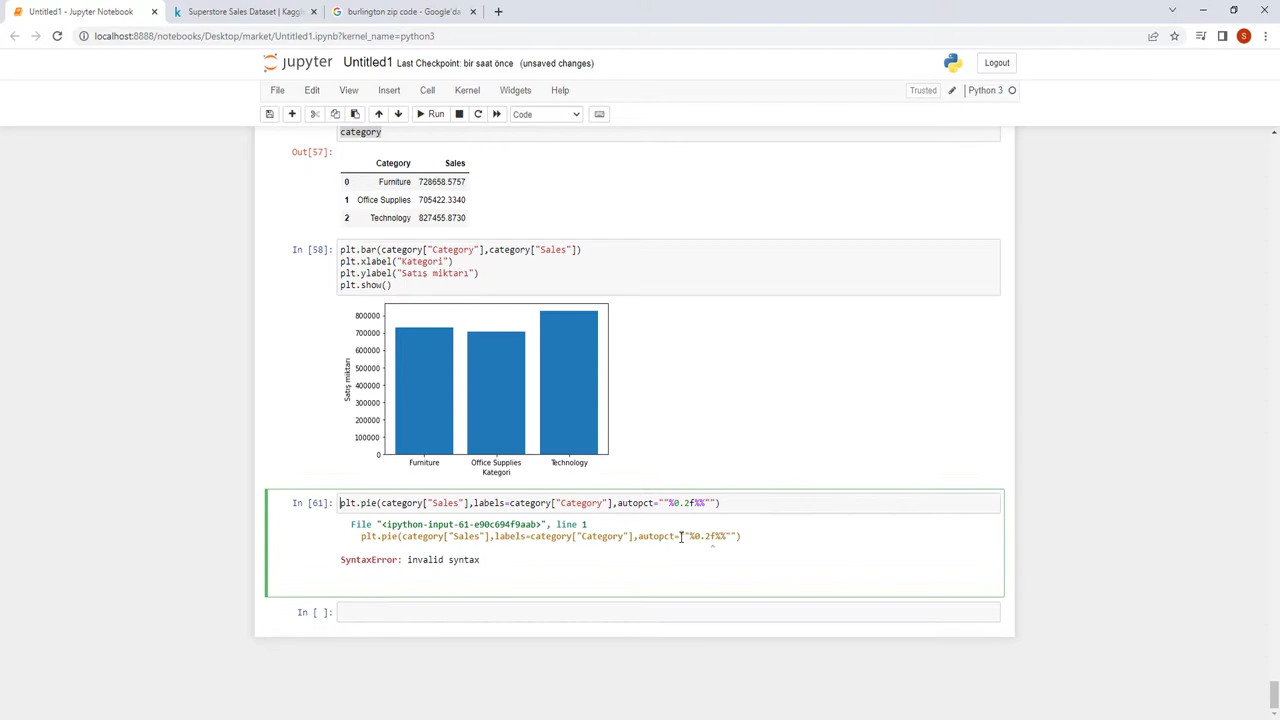 Untitled1 - Jupyter Notebook
Superstore Sales Dataset | Kaggl
burlington zip code - Google'da
localhost:8888/notebooks/Desktop/market/Untitled1.ipynb?kernel_name=python3
S
jupyter Untitled1 Last Checkpoint: bir saat önce (unsaved changes)
Logout
File Edit View Insert Cell Kernel Widgets Help
Trusted Python 3
Run Code
category
Out[57]:
Category Sales
0 Furniture 728658.5757
1 Office Supplies 705422.3340
2 Technology 827455.8730
In [58]: plt.bar(category["Category"],category["Sales"])
plt.xlabel("Kategori")
plt.ylabel("Satış miktarı")
plt.show()
800000
700000
600000
500000
400000
300000
200000
100000
0
Satış miktarı
Furniture Office Supplies Technology
Kategori
In [61]: plt.pie(category["Sales"],labels=category["Category"],autopct=""%0.2f%%"")
File "<ipython-input-61-e90c694f9aab>", line 1
plt.pie(category["Sales"],labels=category["Category"],autopct=""%0.2f%%"")
^
SyntaxError: invalid syntax
In [ ]: